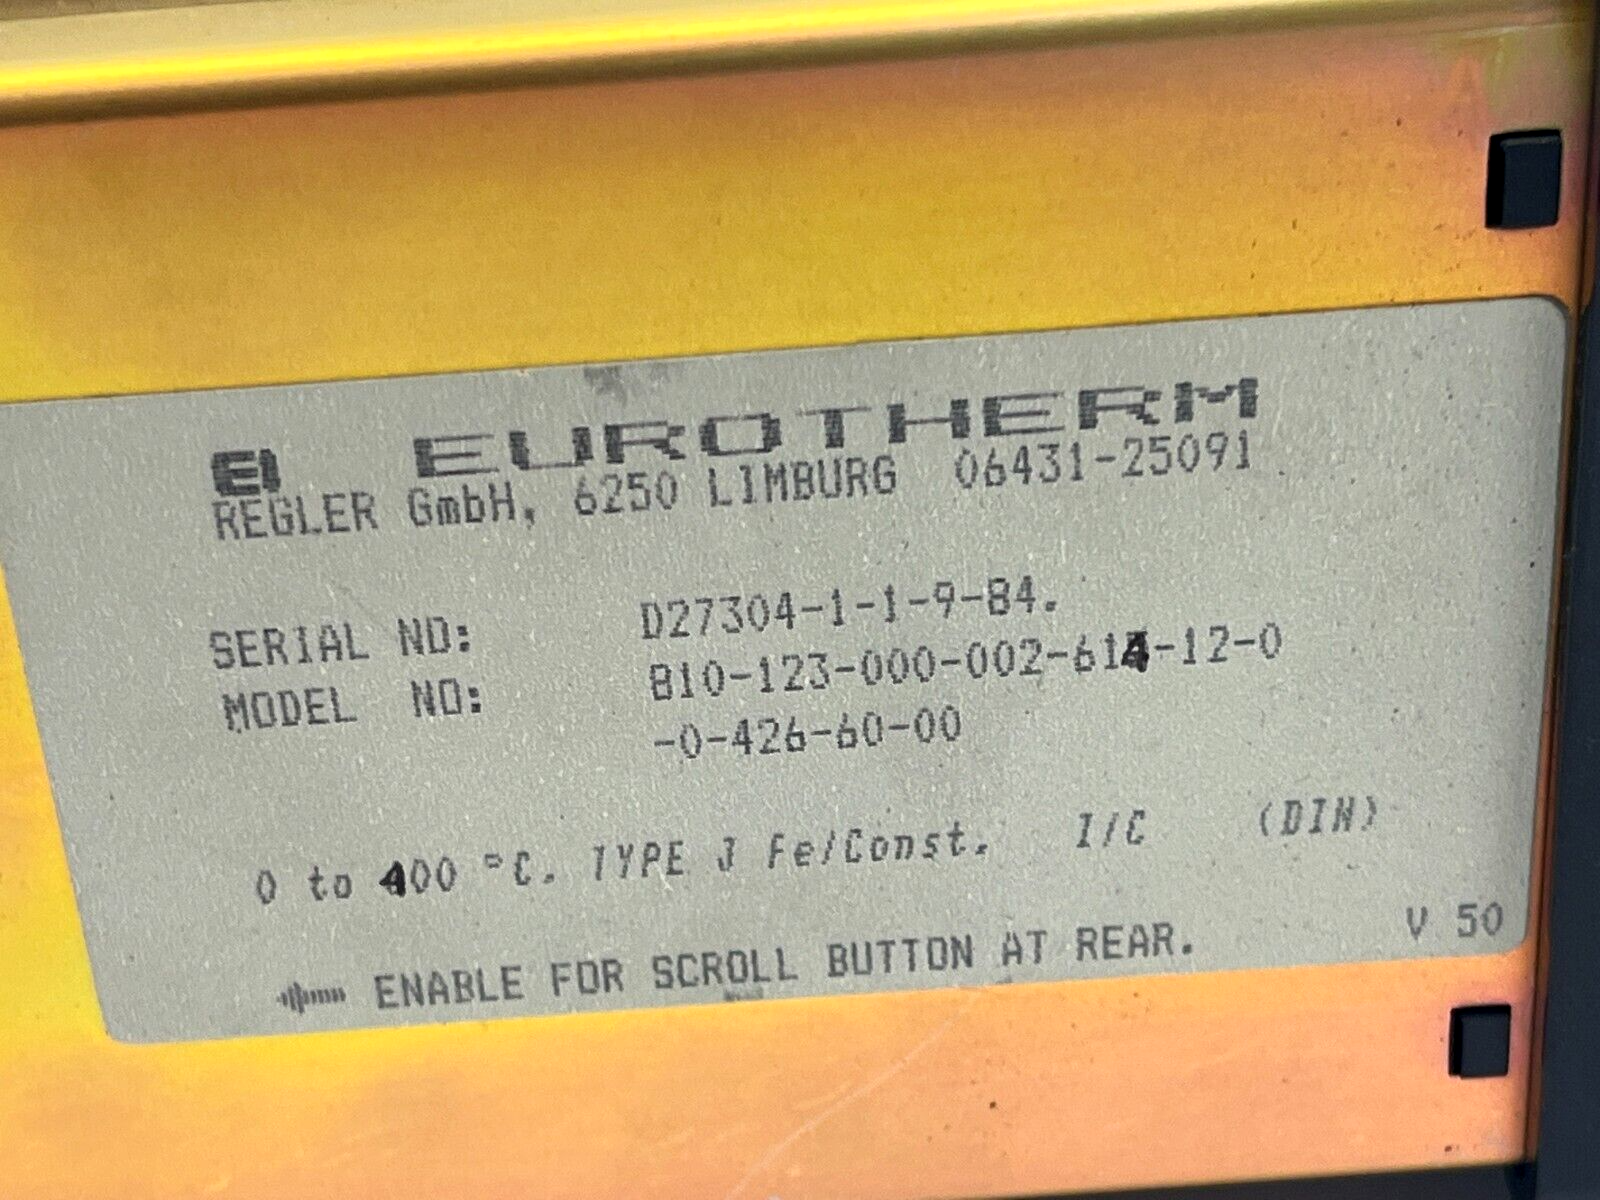 EI EUROTHERM
REGLER GmbH, 6250 LIMBURG 06431-25091
SERIAL NO: D27304-1-1-9-84.
MODEL NO: 810-123-000-002-614-12-0
-0-426-60-00
0 to 400 °C. TYPE J Fe/Const. I/C (DIN)
ENABLE FOR SCROLL BUTTON AT REAR. V 50